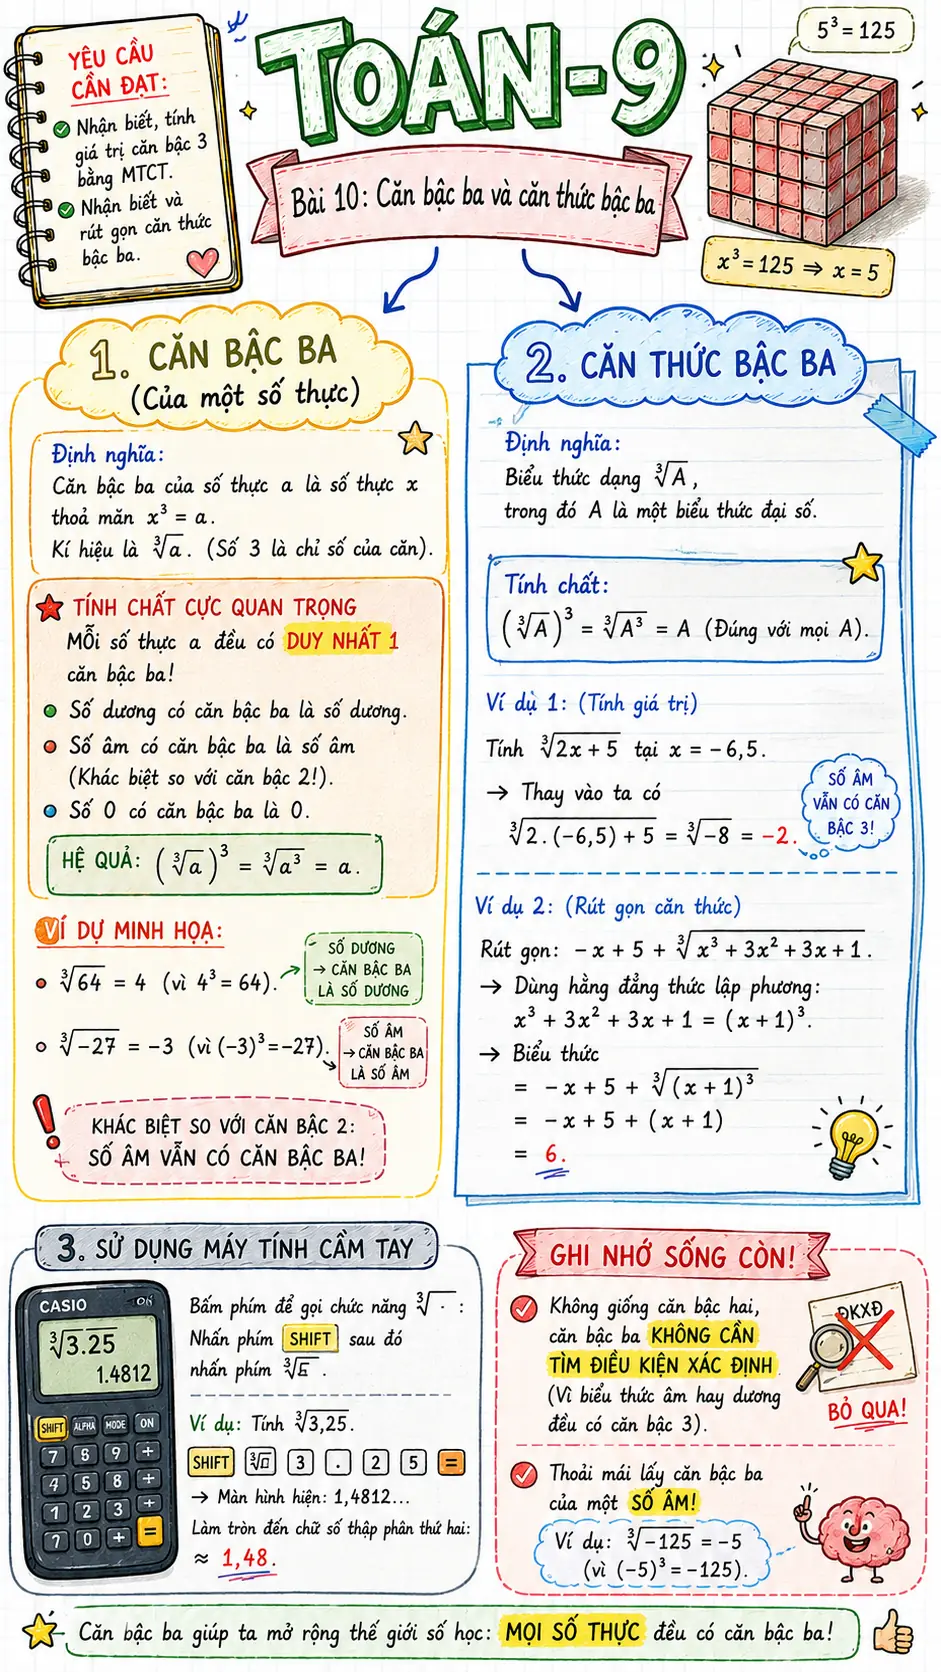 YÊU CẦU
CẦN ĐẠT:
Nhận biết, tính
giá trị căn bậc 3
bằng MTCT.
Nhận biết và
rút gọn căn thức
bậc ba.
TOÁN-9
Bài 10: Căn bậc ba và căn thức bậc ba
5³ = 125
x³ = 125 ⇒ x = 5
1. CĂN BẬC BA
(Của một số thực)
Định nghĩa:
Căn bậc ba của số thực a là số thực x
thoả mãn x³ = a.
Kí hiệu là ∛a. (Số 3 là chỉ số của căn).
TÍNH CHẤT CỰC QUAN TRỌNG
Mỗi số thực a đều có DUY NHẤT 1
căn bậc ba!
Số dương có căn bậc ba là số dương.
Số âm có căn bậc ba là số âm
(Khác biệt so với căn bậc 2!).
Số 0 có căn bậc ba là 0.
HỆ QUẢ: (∛a)³ = ∛a³ = a.
VÍ DỰ MINH HỌA:
∛64 = 4 (vì 4³ = 64).
SỐ DƯƠNG
→ CĂN BẬC BA
LÀ SỐ DƯƠNG
∛-27 = -3 (vì (-3)³ = -27).
SỐ ÂM
→ CĂN BẬC BA
LÀ SỐ ÂM
KHÁC BIỆT SO VỚI CĂN BẬC 2:
SỐ ÂM VẪN CÓ CĂN BẬC BA!
2. CĂN THỨC BẬC BA
Định nghĩa:
Biểu thức dạng ∛A,
trong đó A là một biểu thức đại số.
Tính chất:
(∛A)³ = ∛A³ = A (Đúng với mọi A).
Ví dụ 1: (Tính giá trị)
Tính ∛(2x + 5) tại x = -6,5.
→ Thay vào ta có
∛(2.(-6,5) + 5) = ∛-8 = -2.
SỐ ÂM
VẪN CÓ CĂN
BẬC 3!
Ví dụ 2: (Rút gọn căn thức)
Rút gọn: -x + 5 + ∛(x³ + 3x² + 3x + 1).
→ Dùng hằng đẳng thức lập phương:
x³ + 3x² + 3x + 1 = (x + 1)³.
→ Biểu thức
= -x + 5 + ∛(x + 1)³
= -x + 5 + (x + 1)
= 6.
3. SỬ DỤNG MÁY TÍNH CẦM TAY
CASIO ON
∛3.25
1.4812
SHIFT ALPHA MODE ON
7 8 9 +
4 5 8 +
1 2 3 +
7 0 + =
Bấm phím để gọi chức năng ∛· :
Nhấn phím SHIFT sau đó
nhấn phím ∛.
Ví dụ: Tính ∛3,25.
SHIFT ∛□ 3 . 2 5 =
→ Màn hình hiện: 1,4812...
Làm tròn đến chữ số thập phân thứ hai:
≈ 1,48.
GHI NHỚ SỐNG CÒN!
Không giống căn bậc hai,
căn bậc ba KHÔNG CẦN
TÌM ĐIỀU KIỆN XÁC ĐỊNH
(Vì biểu thức âm hay dương
đều có căn bậc 3).
ĐKXĐ
BỎ QUA!
Thoải mái lấy căn bậc ba
của một SỐ ÂM!
Ví dụ: ∛-125 = -5
(vì (-5)³ = -125).
Căn bậc ba giúp ta mở rộng thế giới số học: MỌI SỐ THỰC đều có căn bậc ba!